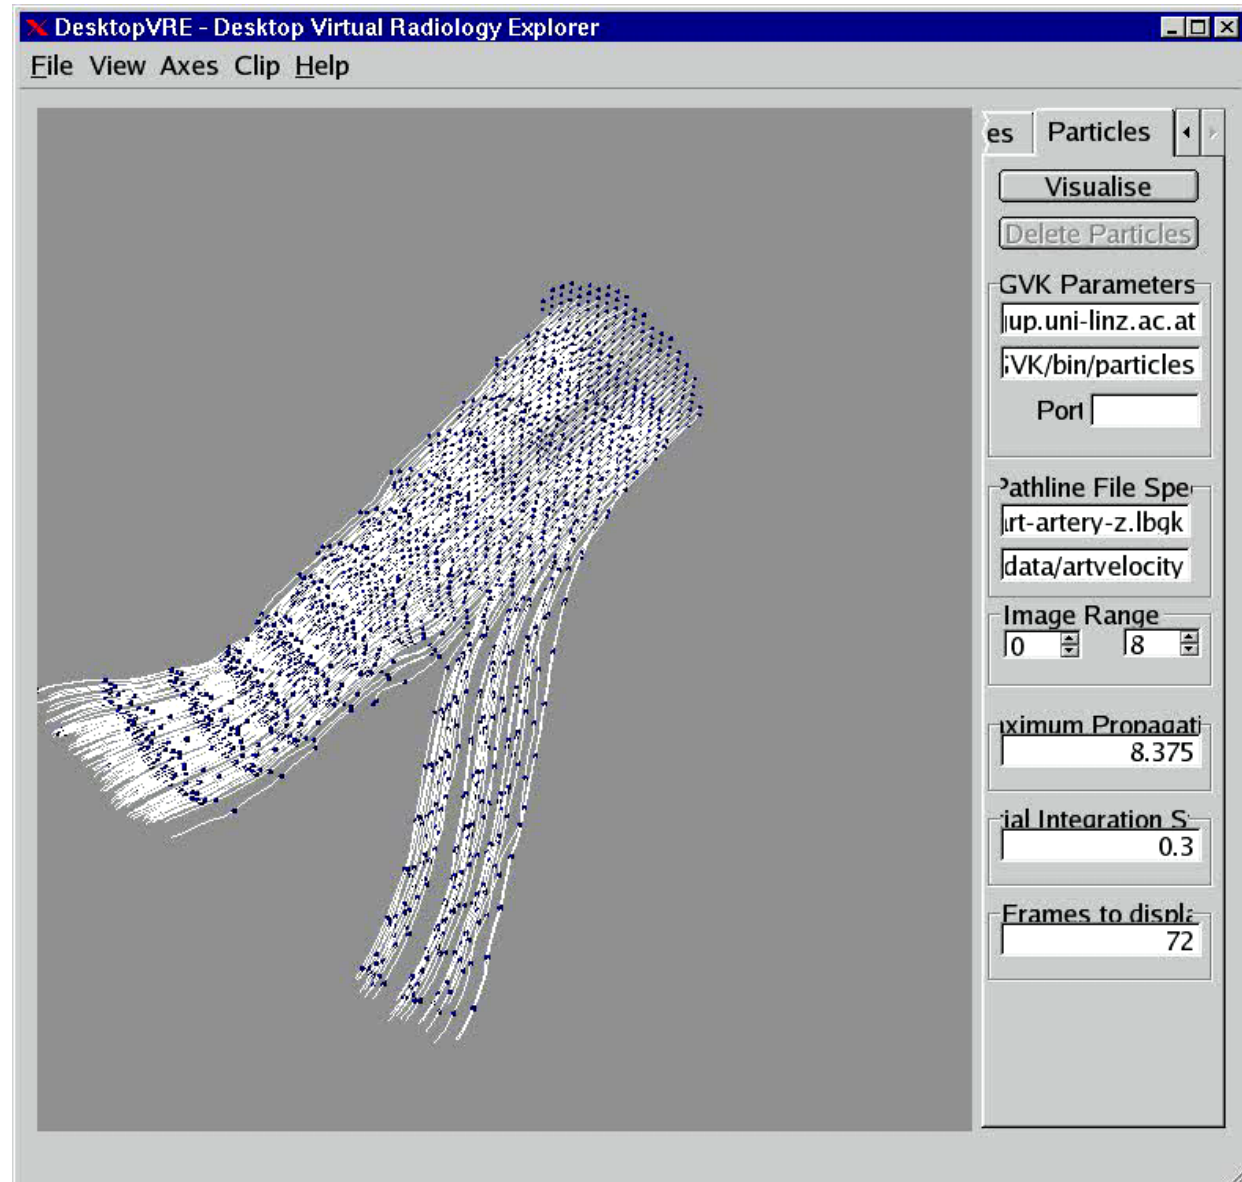 DesktopVRE - Desktop Virtual Radiology Explorer
File View Axes Clip Help
es Particles
Visualise
Delete Particles
GVK Parameters
up.uni-linz.ac.at
VK/bin/particles
Port
Pathline File Spe
rt-artery-z.lbgk
data/artvelocity
Image Range
0 8
ximum Propagati
8.375
ial Integration S
0.3
Frames to displa
72